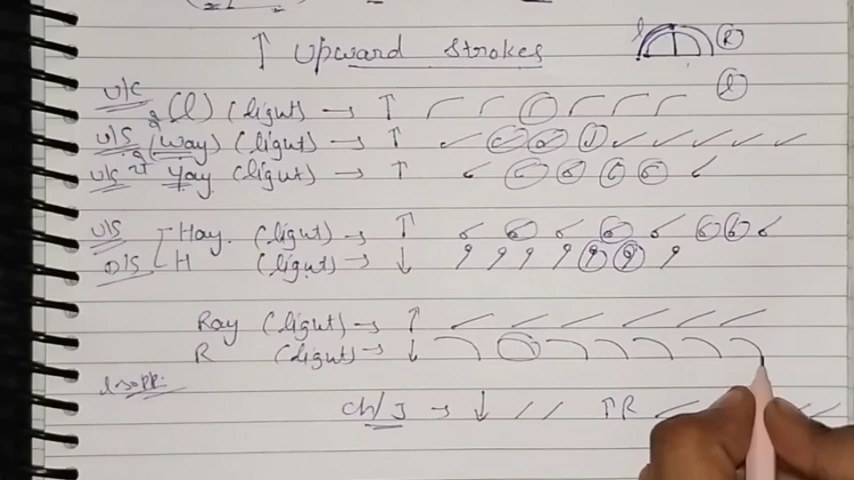 ↑ Upward Strokes
R
l
U/C (l) (light) → ↑
U/S (Way) (light) → ↑
U/S Yay (light) → ↑
U/S Hay. (light) → ↑
D/S H (light) → ↓
Ray (light) → ↑
R (light) → ↓
Ch/J → ↓ ↑R